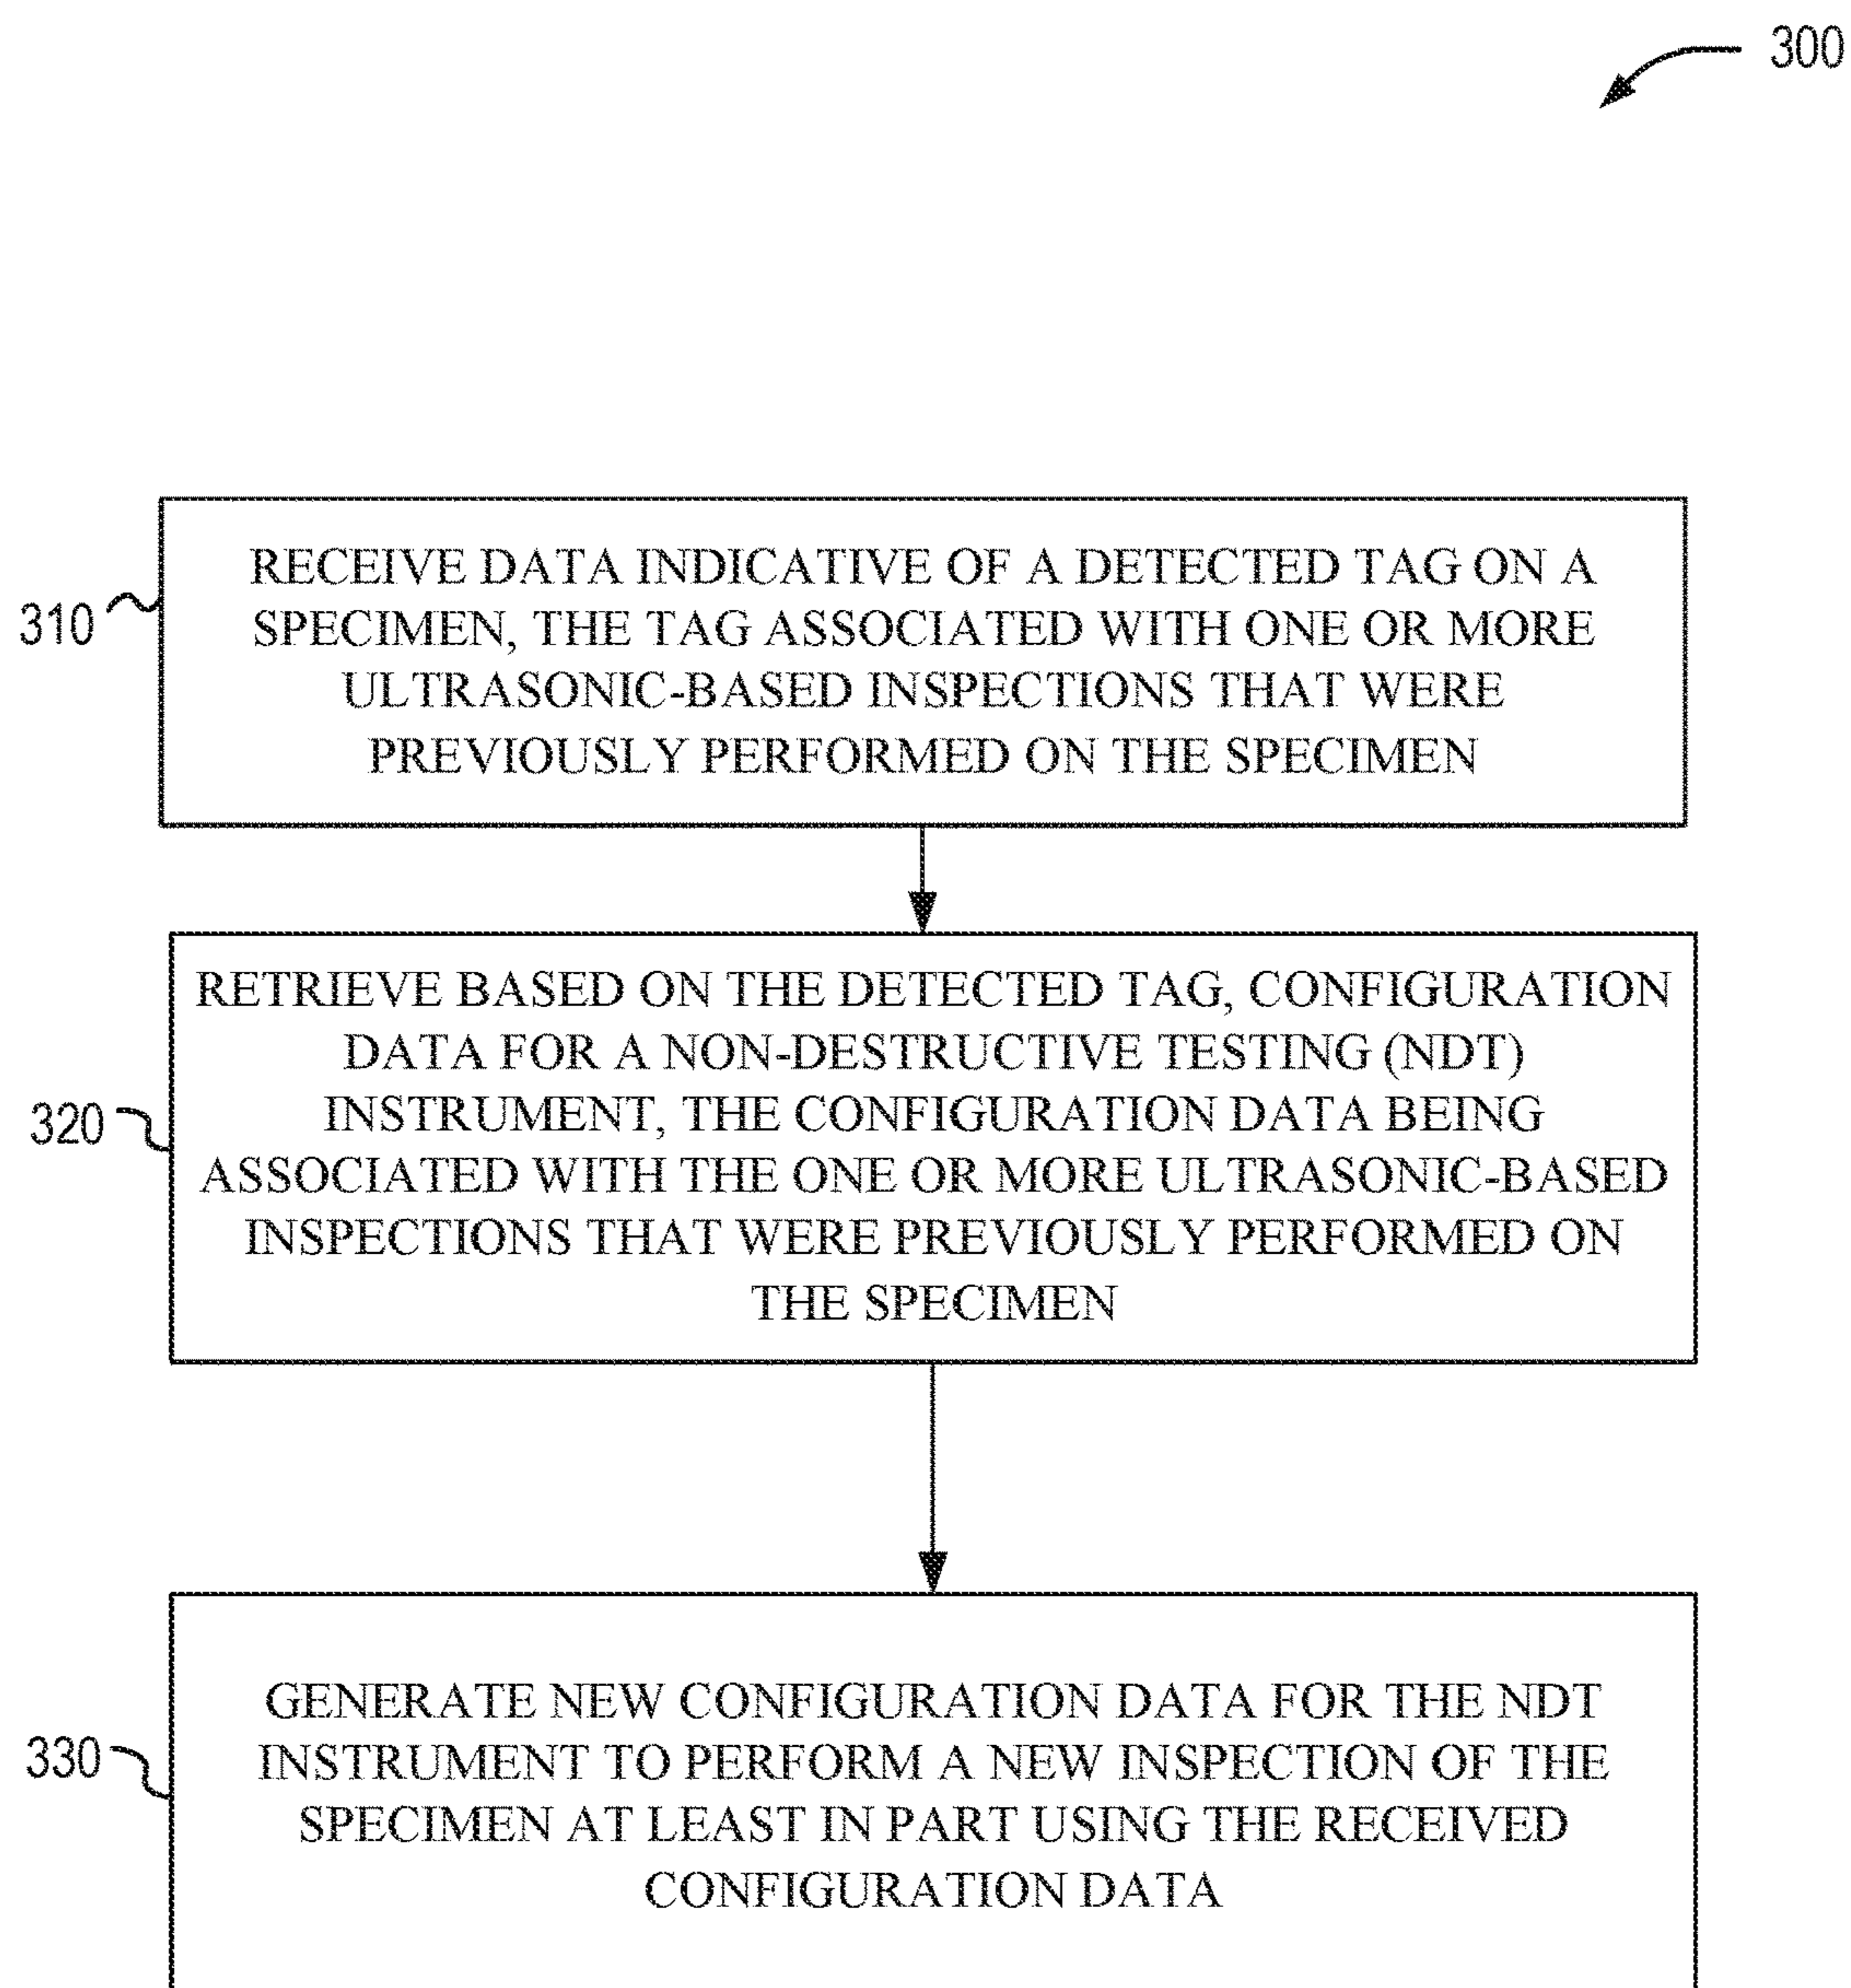 300
310
RECEIVE DATA INDICATIVE OF A DETECTED TAG ON A
SPECIMEN, THE TAG ASSOCIATED WITH ONE OR MORE
ULTRASONIC-BASED INSPECTIONS THAT WERE
PREVIOUSLY PERFORMED ON THE SPECIMEN
320
RETRIEVE BASED ON THE DETECTED TAG, CONFIGURATION
DATA FOR A NON-DESTRUCTIVE TESTING (NDT)
INSTRUMENT, THE CONFIGURATION DATA BEING
ASSOCIATED WITH THE ONE OR MORE ULTRASONIC-BASED
INSPECTIONS THAT WERE PREVIOUSLY PERFORMED ON
THE SPECIMEN
330
GENERATE NEW CONFIGURATION DATA FOR THE NDT
INSTRUMENT TO PERFORM A NEW INSPECTION OF THE
SPECIMEN AT LEAST IN PART USING THE RECEIVED
CONFIGURATION DATA